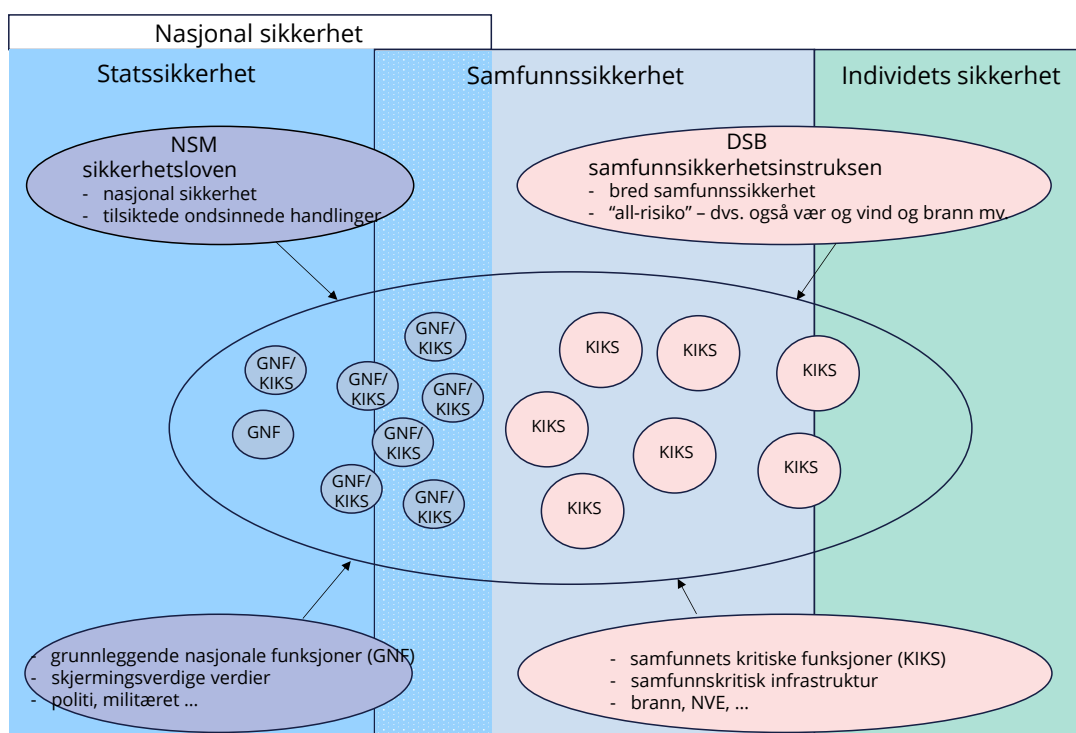 Nasjonal sikkerhet
Statssikkerhet
Samfunnssikkerhet
Individets sikkerhet
NSM
sikkerhetsloven
- nasjonal sikkerhet
- tilsiktede ondsinnede handlinger
DSB
samfunnsikkerhetsinstruksen
- bred samfunnssikkerhet
- “all-risiko” – dvs. også vær og vind og brann mv.
GNF/
KIKS
GNF/
KIKS
GNF/
KIKS
GNF/
KIKS
GNF
GNF/
KIKS
GNF/
KIKS
GNF/
KIKS
KIKS
KIKS
KIKS
KIKS
KIKS
KIKS
KIKS
- grunnleggende nasjonale funksjoner (GNF)
- skjermingsverdige verdier
- politi, militæret ...
- samfunnets kritiske funksjoner (KIKS)
- samfunnskritisk infrastruktur
- brann, NVE, ...